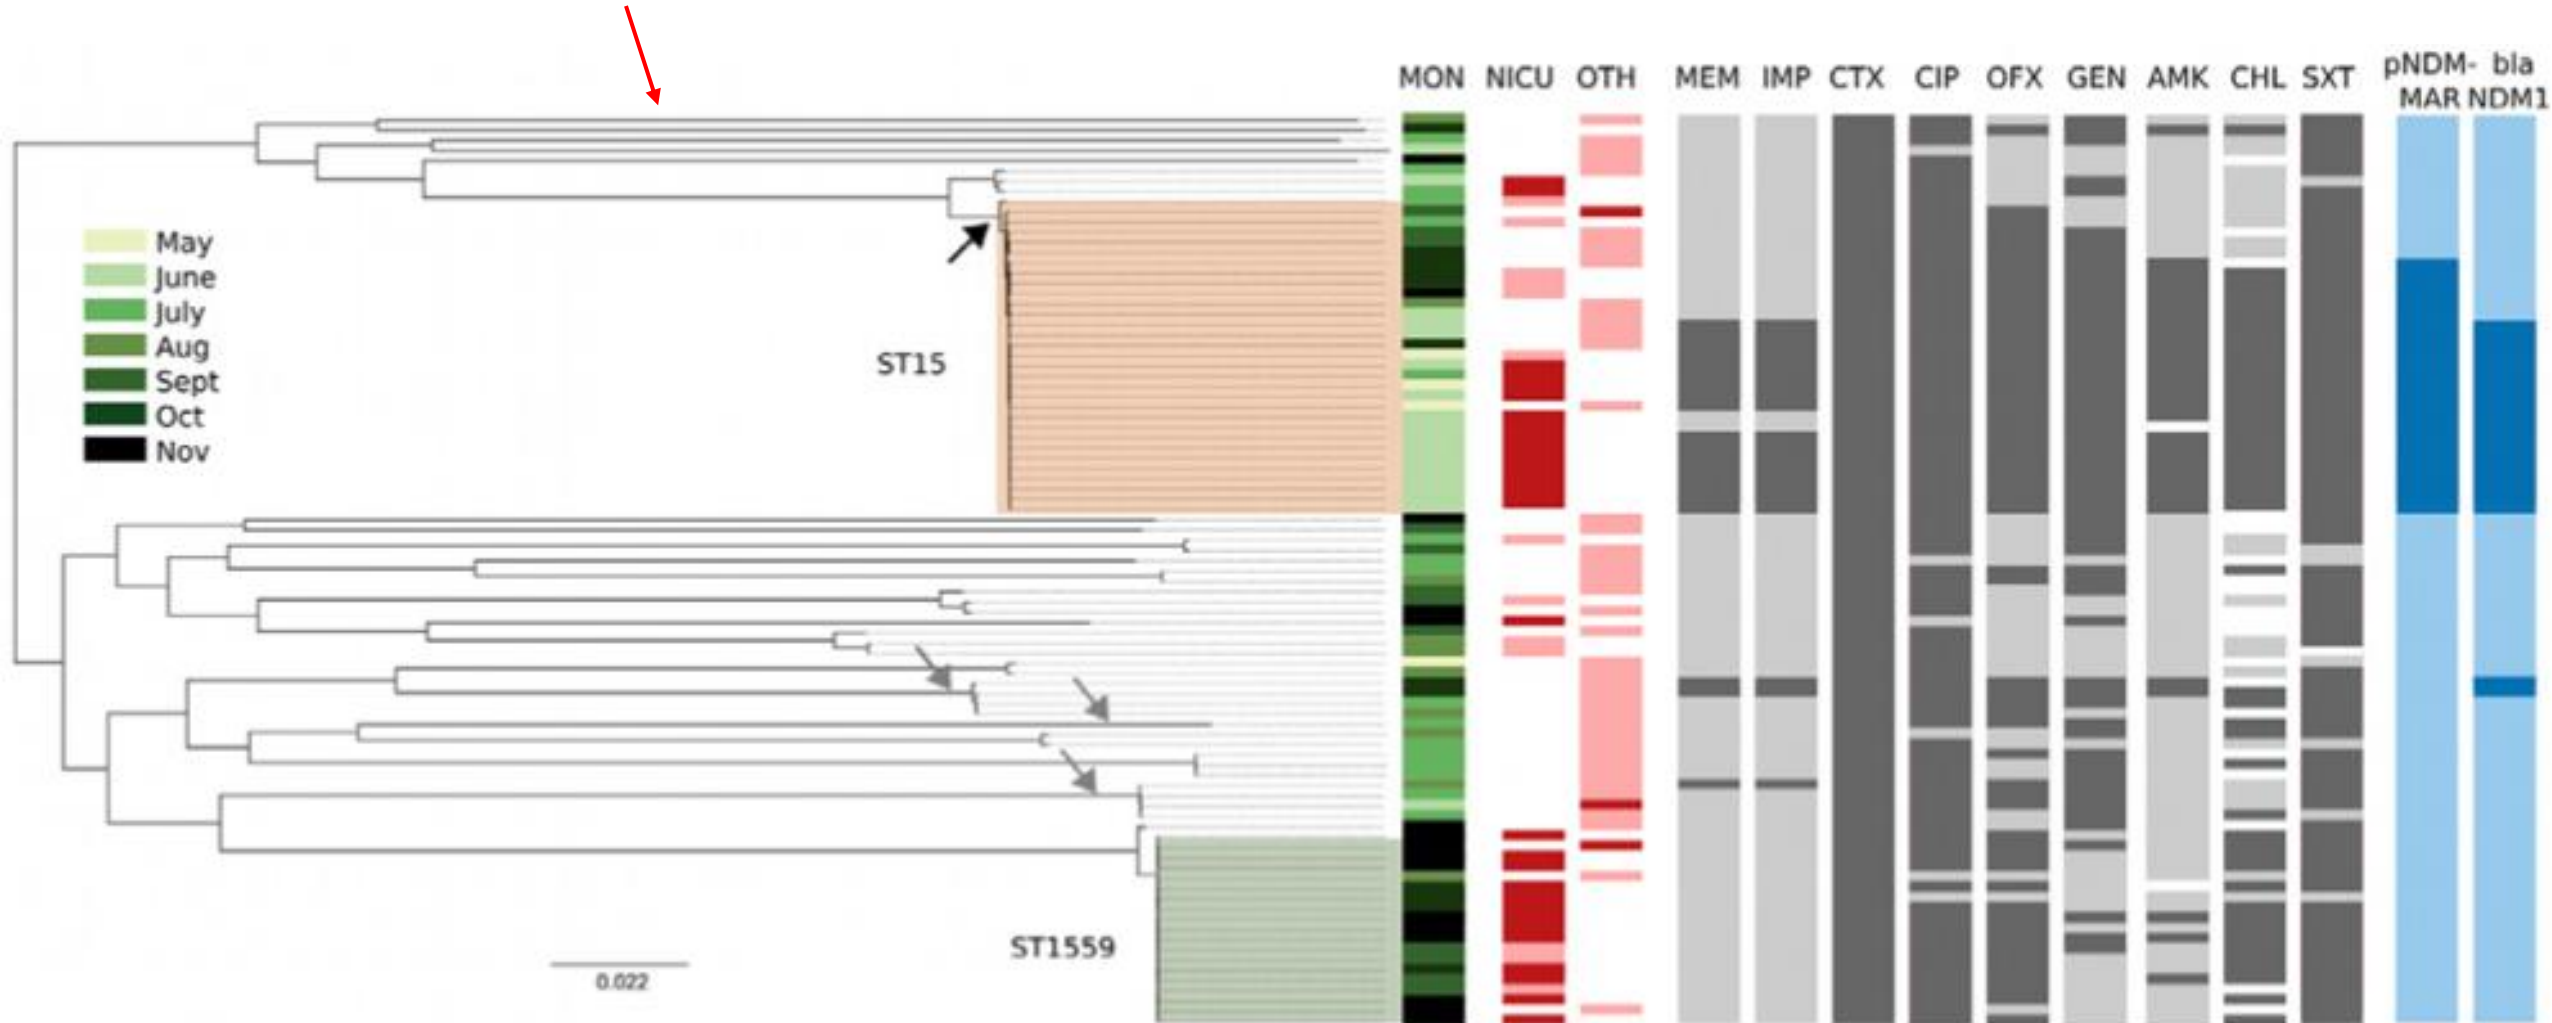 MON NICU OTH MEM IMP CTX CIP OFX GEN AMK CHL SXT pNDM- bla
MAR NDM1
May
June
July
Aug
Sept
Oct
Nov
ST15
ST1559
0.022